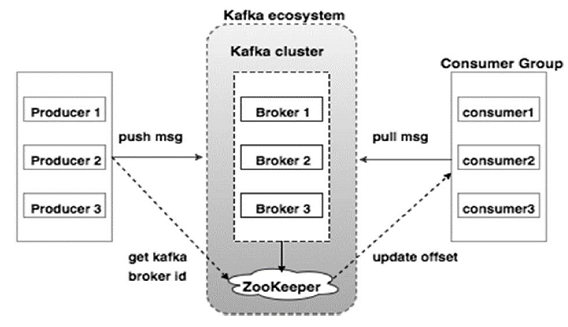 Kafka ecosystem
Kafka cluster
Consumer Group
Producer 1
Producer 2
Producer 3
push msg
Broker 1
Broker 2
Broker 3
pull msg
consumer1
consumer2
consumer3
get kafka
broker id
ZooKeeper
update offset